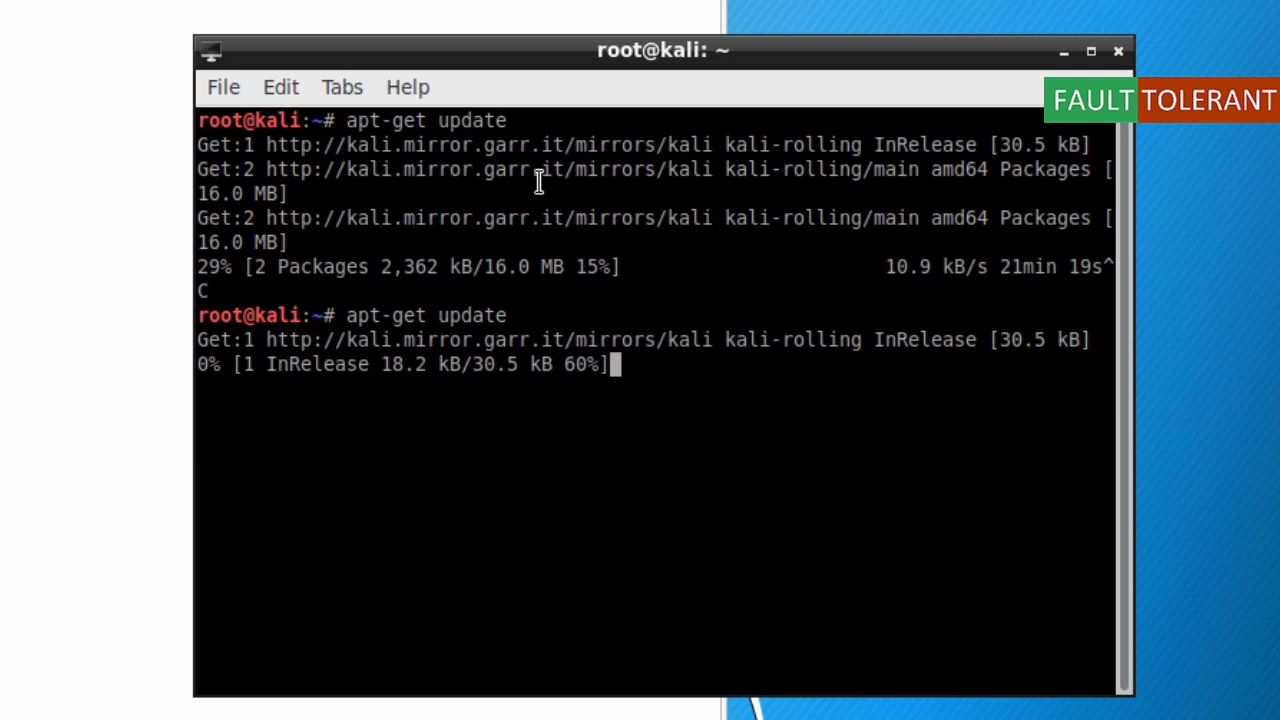 root@kali: ~
File Edit Tabs Help
FAULT TOLERANT
root@kali:~# apt-get update
Get:1 http://kali.mirror.garr.it/mirrors/kali kali-rolling InRelease [30.5 kB]
Get:2 http://kali.mirror.garr.it/mirrors/kali kali-rolling/main amd64 Packages [
16.0 MB]
Get:2 http://kali.mirror.garr.it/mirrors/kali kali-rolling/main amd64 Packages [
16.0 MB]
29% [2 Packages 2,362 kB/16.0 MB 15%] 10.9 kB/s 21min 19s^
C
root@kali:~# apt-get update
Get:1 http://kali.mirror.garr.it/mirrors/kali kali-rolling InRelease [30.5 kB]
0% [1 InRelease 18.2 kB/30.5 kB 60%]